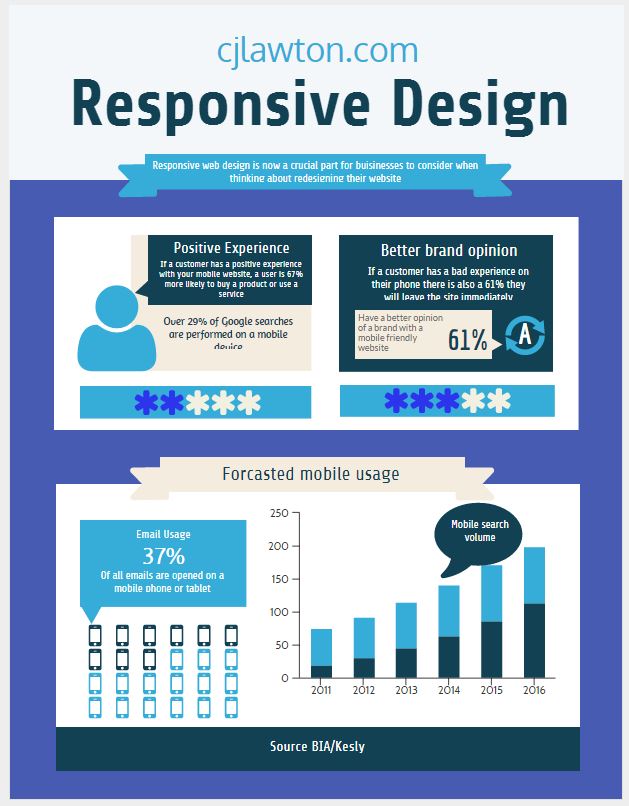 cjlawton.com
Responsive Design
Responsive web design is now a crucial part for buisinesses to consider when
thinking about redesigning their website
Positive Experience
If a customer has a positive experience
with your mobile website, a user is 67%
more likely to buy a product or use a
service
Over 29% of Google searches
are performed on a mobile
device
Better brand opinion
If a customer has a bad experience on
their phone there is also a 61% they
will leave the site immediately
Have a better opinion
of a brand with a
mobile friendly
website
61%
A
Forcasted mobile usage
Email Usage
37%
Of all emails are opened on a
mobile phone or tablet
Mobile search
volume
250
200
150
100
50
0
2011 2012 2013 2014 2015 2016
Source BIA/Kesly